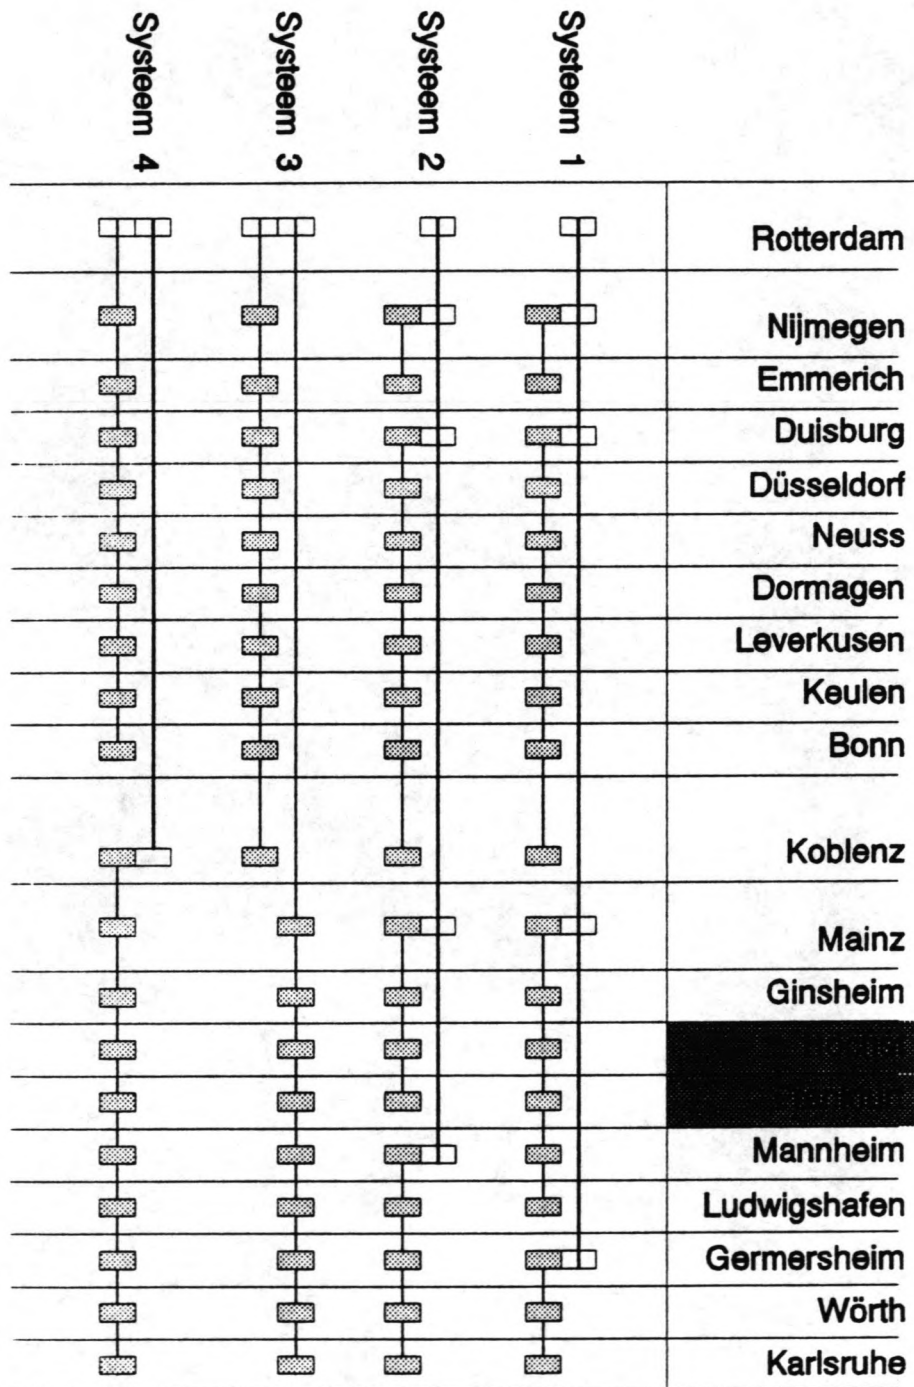 Systeem 4
Systeem 3
Systeem 2
Systeem 1
Rotterdam
Nijmegen
Emmerich
Duisburg
Düsseldorf
Neuss
Dormagen
Leverkusen
Keulen
Bonn
Koblenz
Mainz
Ginsheim
Mannheim
Ludwigshafen
Germersheim
Wörth
Karlsruhe